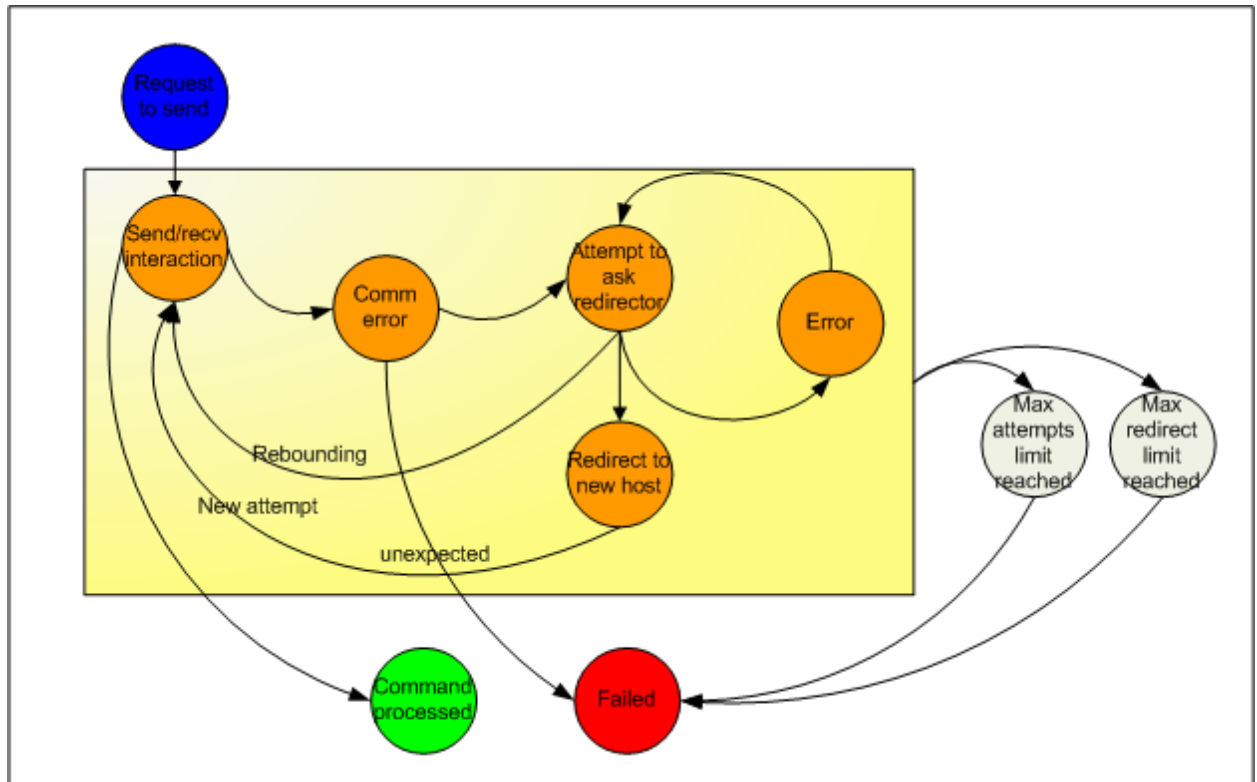 Request
to send
Send/recv
interaction
Comm
error
Attempt to
ask
redirector
Error
Max
attempts
limit
reached
Max
redirect
limit
reached
Rebounding
Redirect to
new host
New attempt
unexpected
Command
processed
Failed